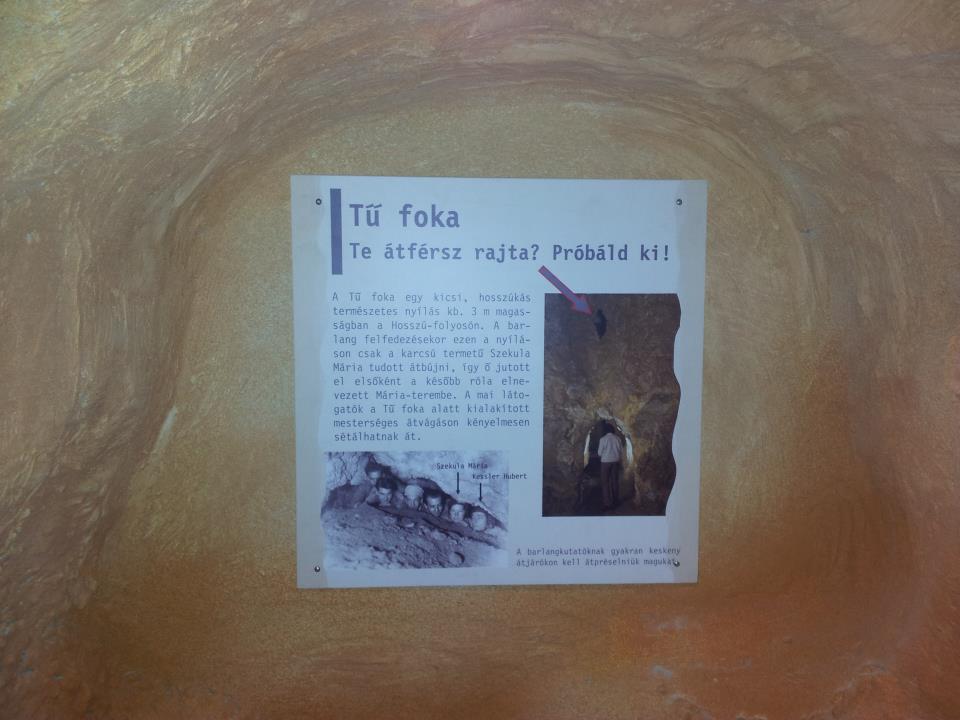 Tű foka
Te átférsz rajta? Próbáld ki!
A Tű foka egy kicsi, hosszúkás
természetes nyílás kb. 3 m magas-
ságban a Hosszú-folyosón. A bar-
lang felfedezésekor ezen a nyílá-
son csak a karcsú termetű Szekula
Mária tudott átbújni, így ő jutott
el elsőként a később róla elne-
vezett Mária-terembe. A mai láto-
gatók a Tű foka alatt kialakított
mesterséges átvágáson kényelmesen
sétálhatnak át.
Szekula Mária
Kessler Hubert
A barlangkutatóknak gyakran keskeny
átjárókon kell átpréselniük magukat.